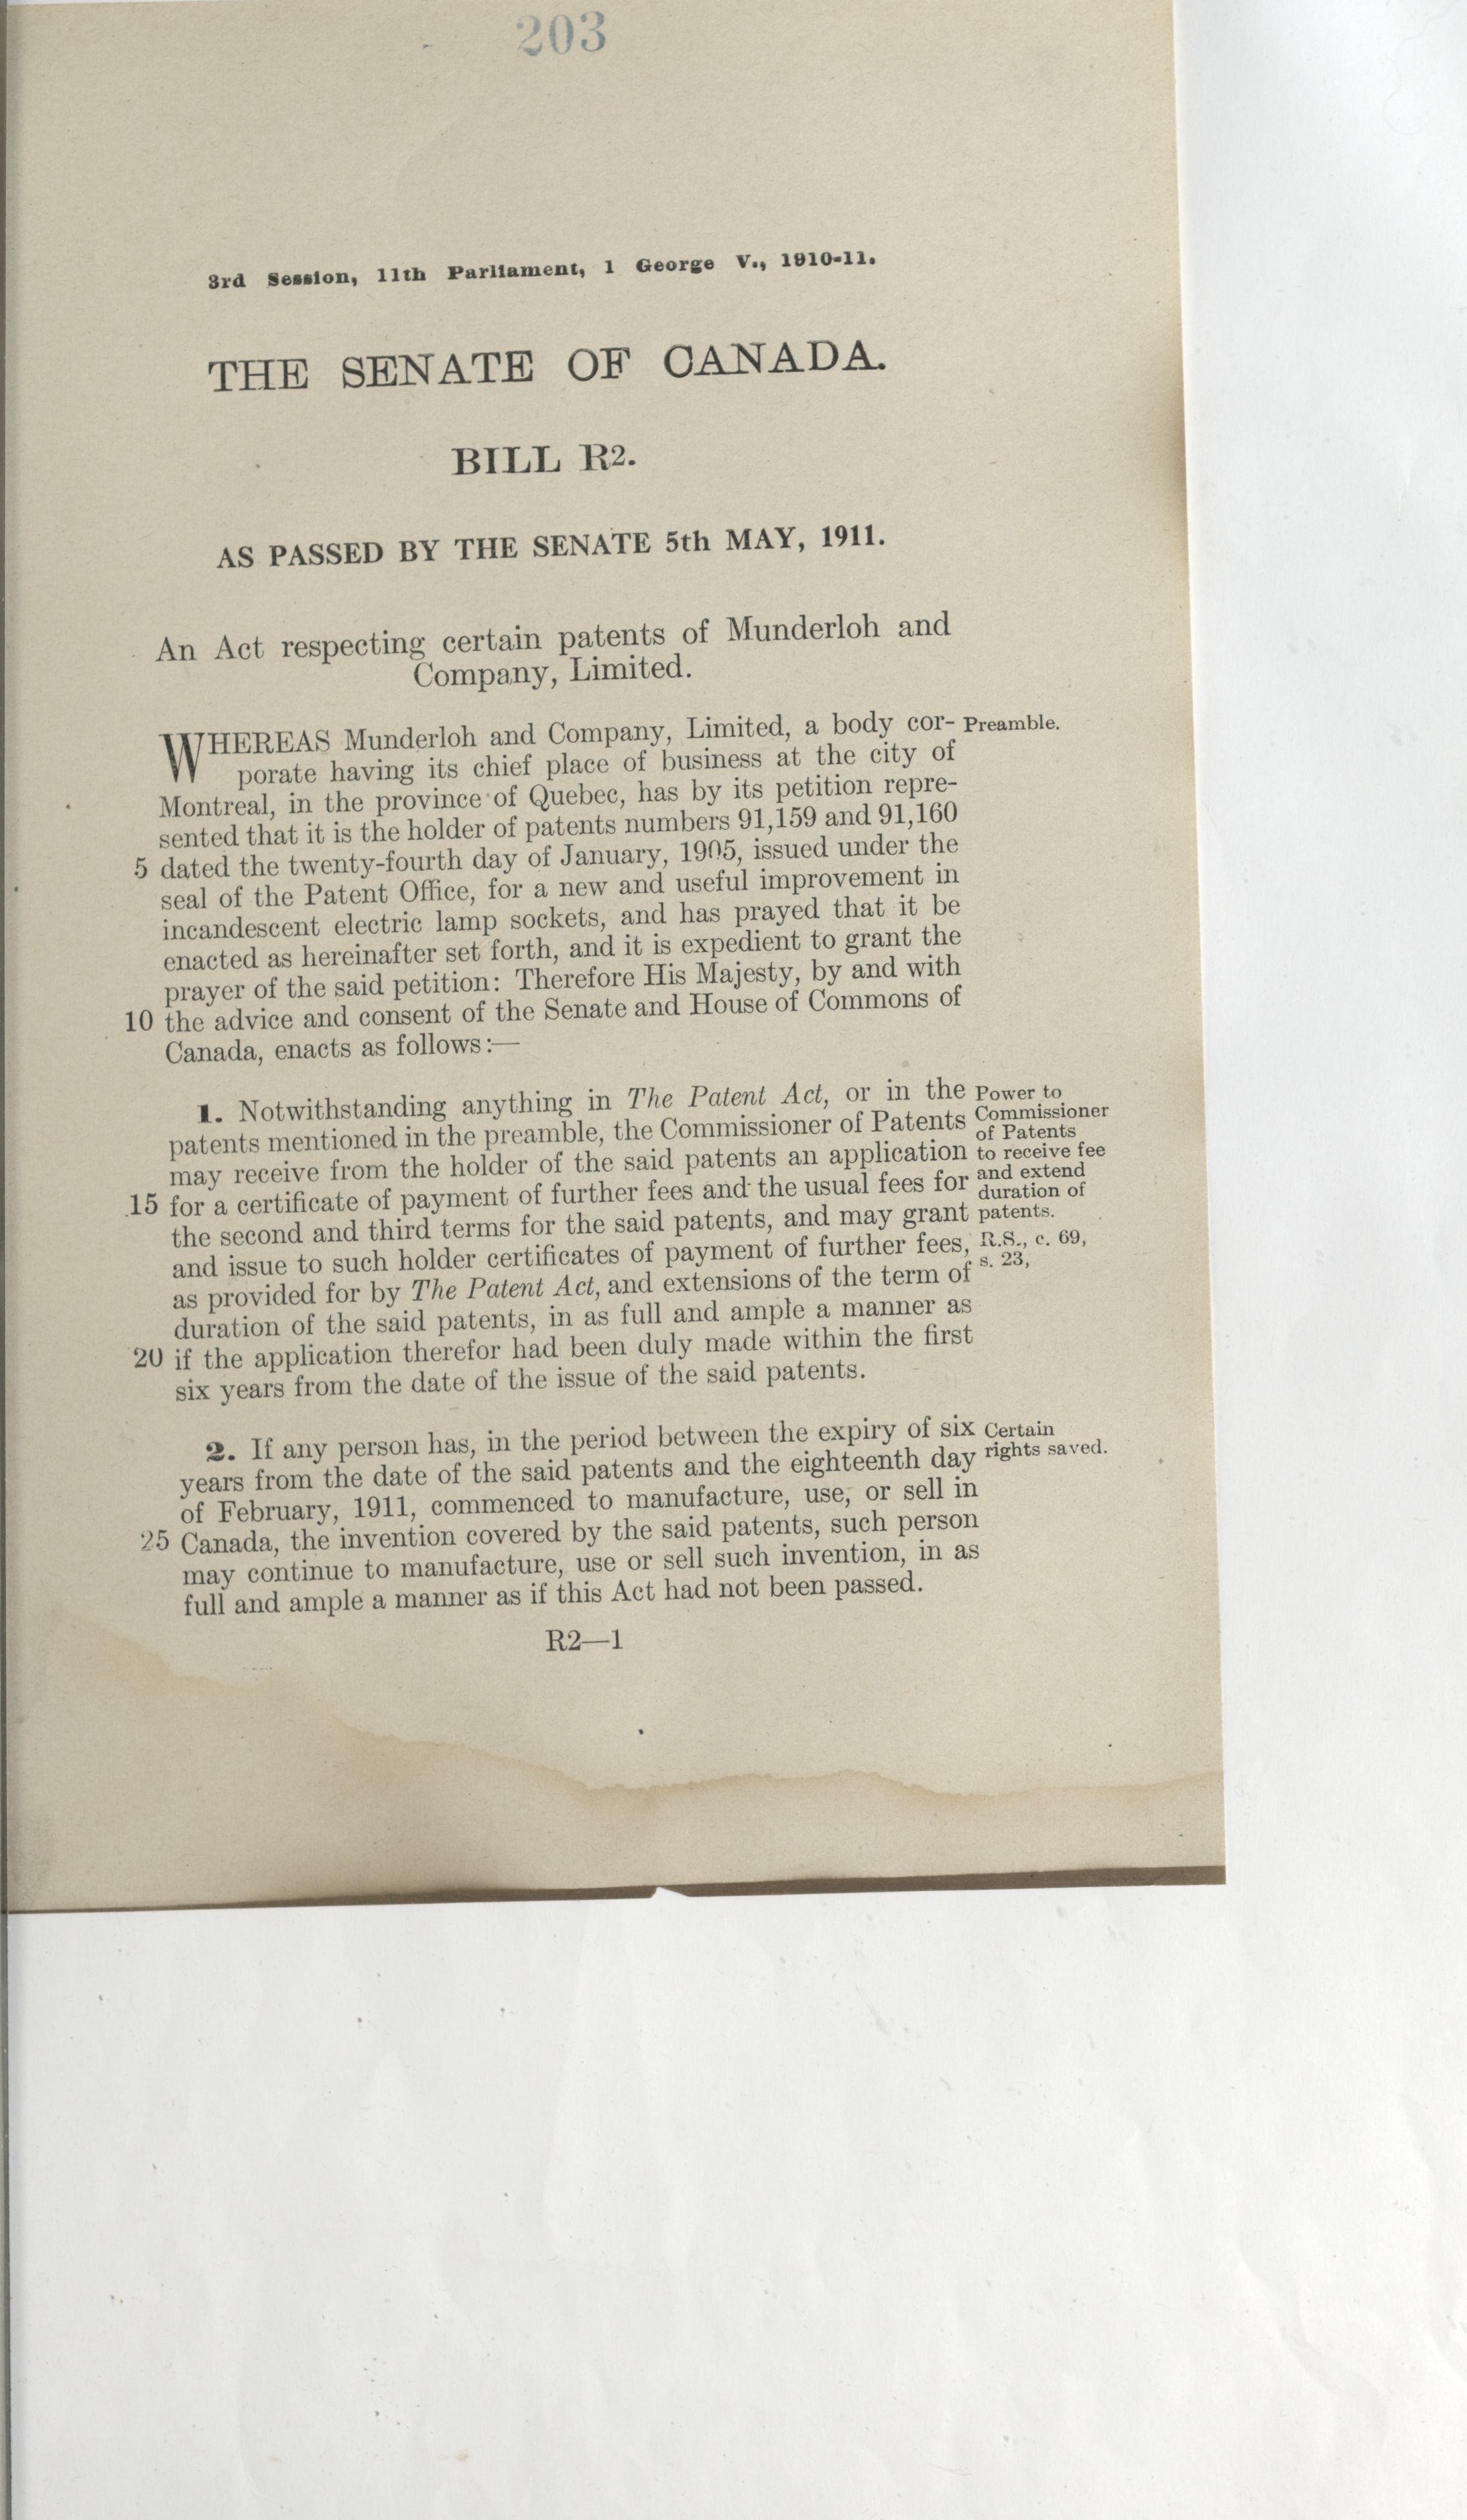 203
3rd Session, 11th Parliament, 1 George V., 1910-11.
THE SENATE OF CANADA.
BILL R2.
AS PASSED BY THE SENATE 5th MAY, 1911.
An Act respecting certain patents of Munderloh and
Company, Limited.
WHEREAS Munderloh and Company, Limited, a body cor- Preamble.
porate having its chief place of business at the city of
Montreal, in the province of Quebec, has by its petition repre-
sented that it is the holder of patents numbers 91,159 and 91,160
5 dated the twenty-fourth day of January, 1905, issued under the
seal of the Patent Office, for a new and useful improvement in
incandescent electric lamp sockets, and has prayed that it be
enacted as hereinafter set forth, and it is expedient to grant the
prayer of the said petition: Therefore His Majesty, by and with
10 the advice and consent of the Senate and House of Commons of
Canada, enacts as follows:—
1. Notwithstanding anything in The Patent Act, or in the
patents mentioned in the preamble, the Commissioner of Patents
may receive from the holder of the said patents an application
15 for a certificate of payment of further fees and the usual fees for
the second and third terms for the said patents, and may grant
and issue to such holder certificates of payment of further fees,
as provided for by The Patent Act, and extensions of the term of
duration of the said patents, in as full and ample a manner as
20 if the application therefor had been duly made within the first
six years from the date of the issue of the said patents.
Power to
Commissioner
of Patents
to receive fee
and extend
duration of
patents.
R.S., c. 69,
s. 23,
2. If any person has, in the period between the expiry of six
years from the date of the said patents and the eighteenth day
of February, 1911, commenced to manufacture, use, or sell in
25 Canada, the invention covered by the said patents, such person
may continue to manufacture, use or sell such invention, in as
full and ample a manner as if this Act had not been passed.
Certain
rights saved.
R2—1